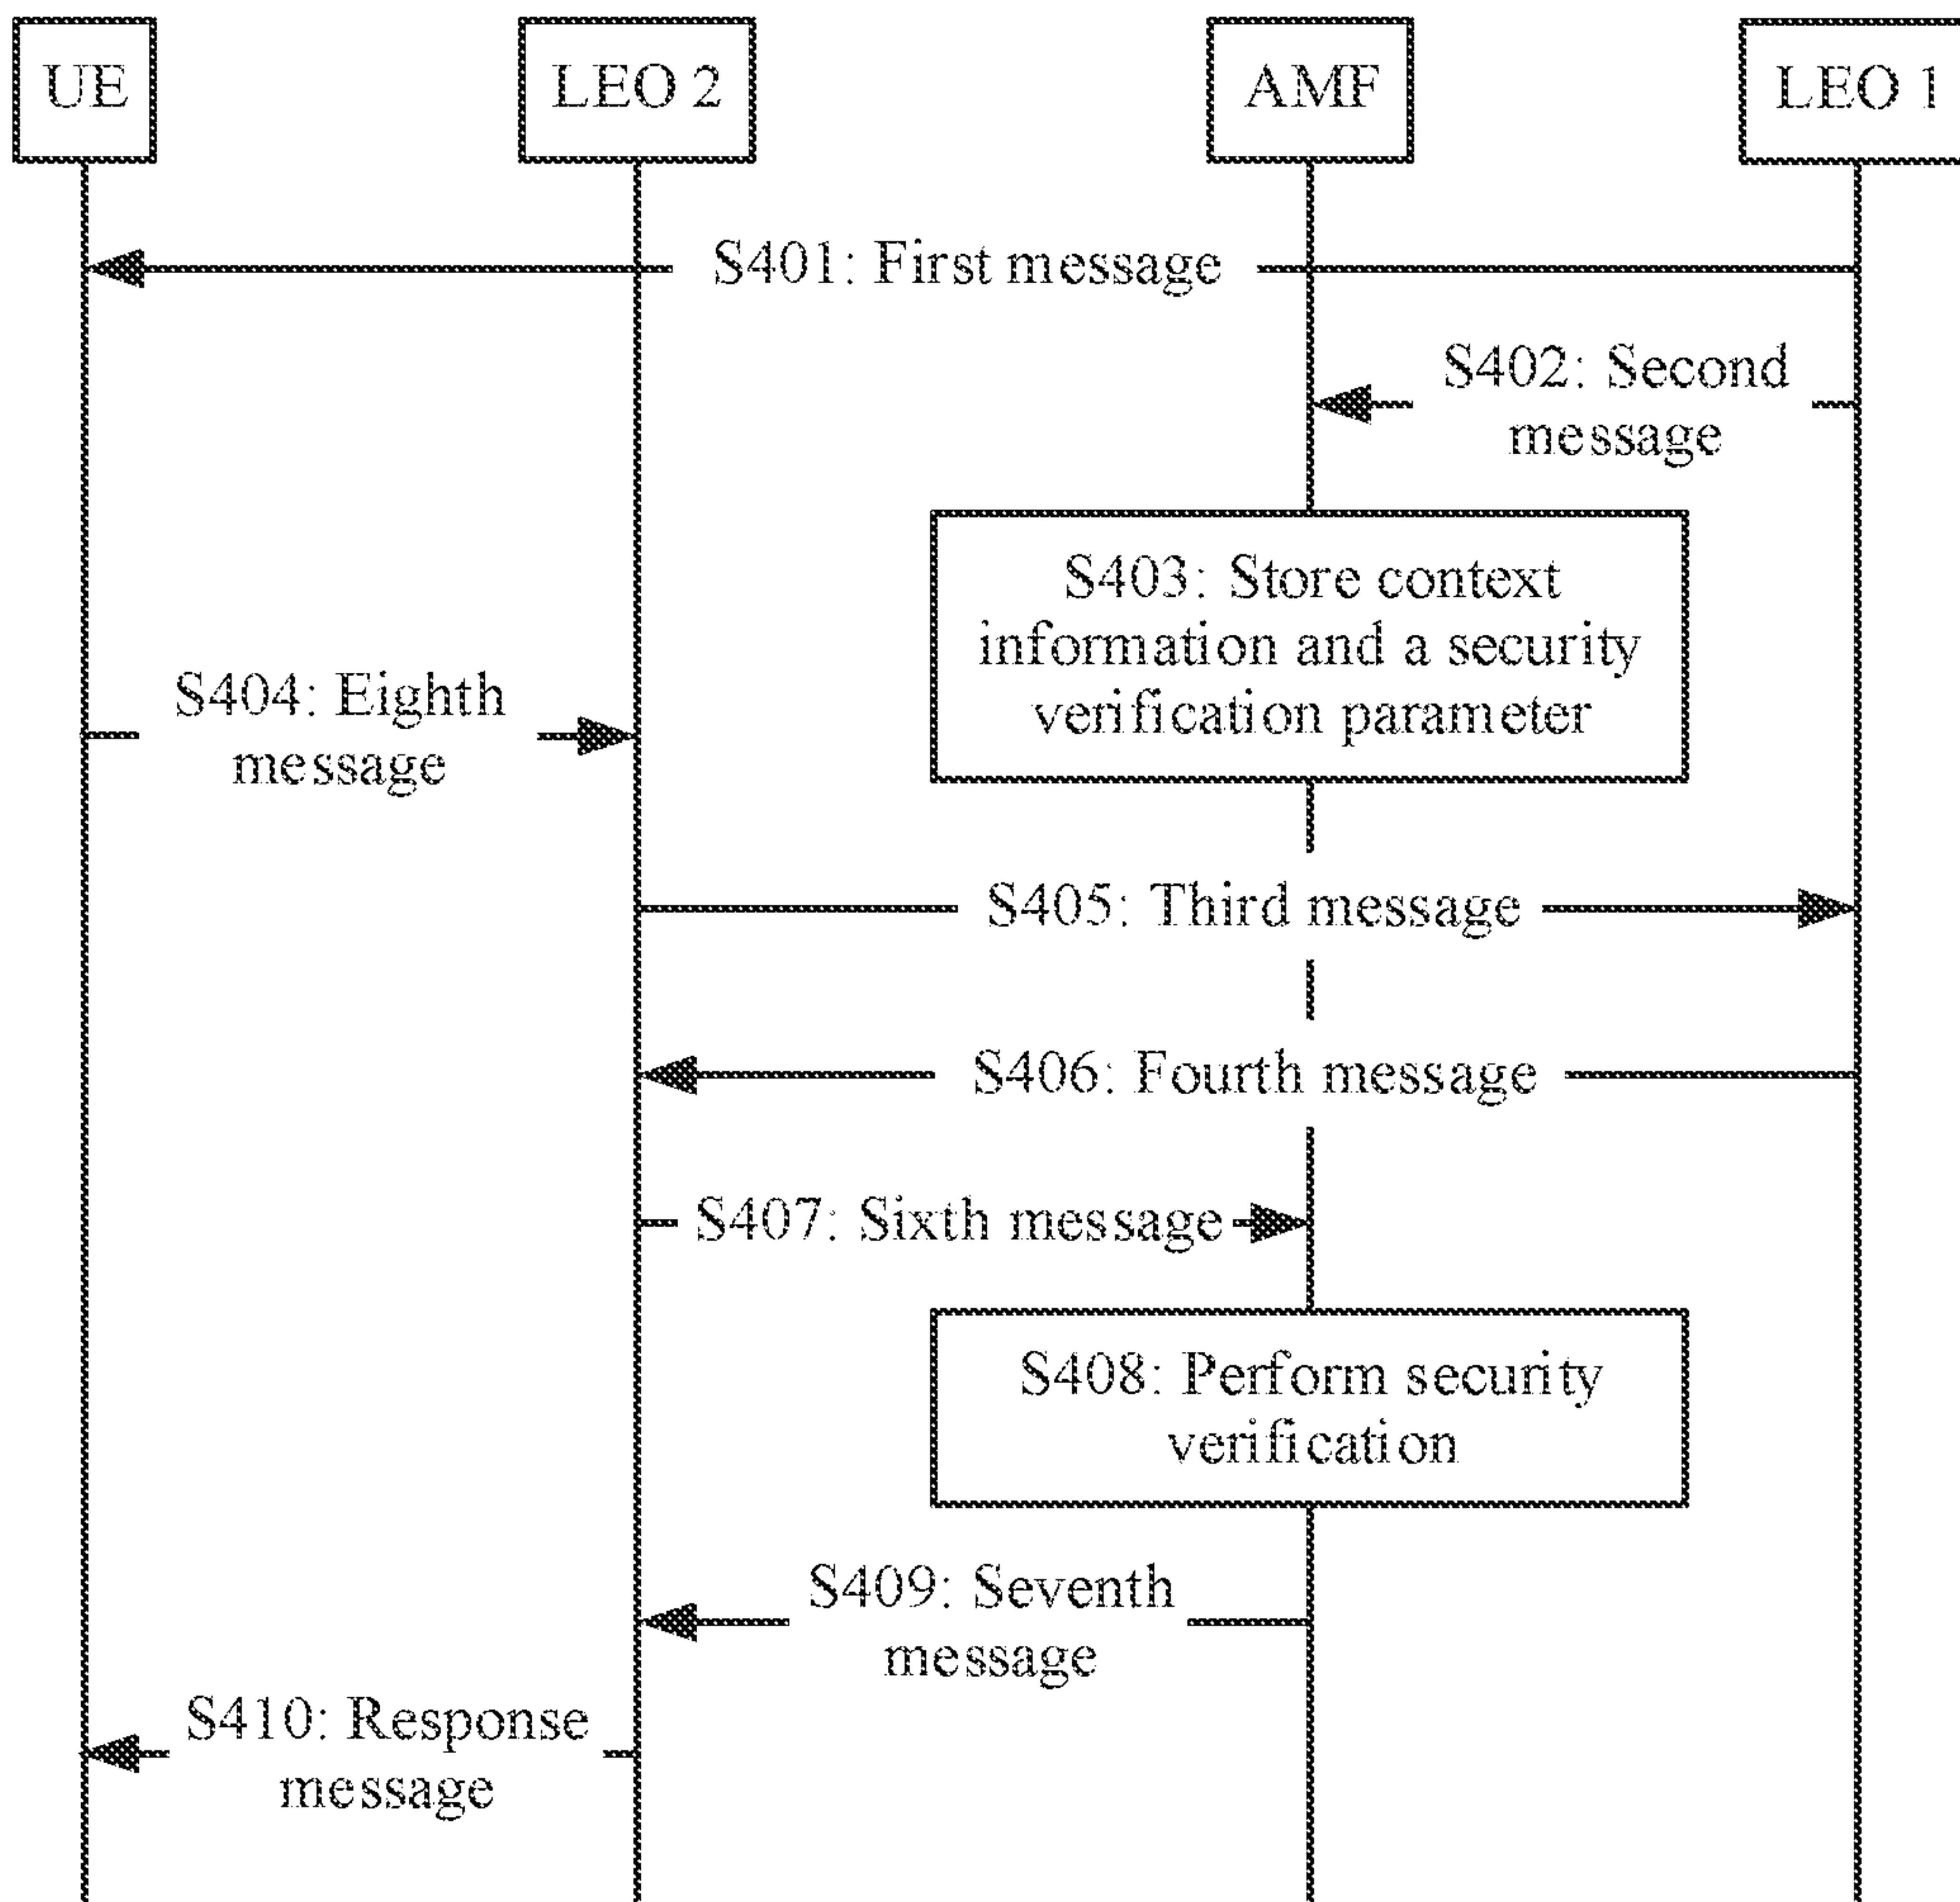 UE
LEO 2
AMF
LEO 1
S401: First message
S402: Second
message
S403: Store context
information and a security
verification parameter
S404: Eighth
message
S405: Third message
S406: Fourth message
S407: Sixth message
S408: Perform security
verification
S409: Seventh
message
S410: Response
message